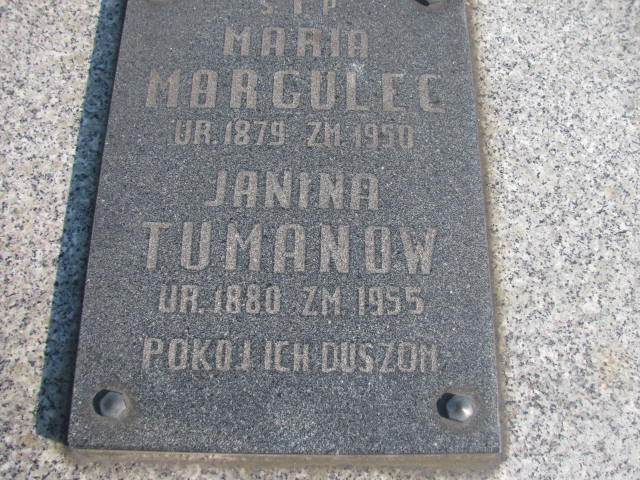 Ś P
MARIA
MARGULEC
UR. 1879 ZM. 1950
JANINA
TUMANOW
UR. 1880 ZM. 1955
POKÓJ ICH DUSZOM